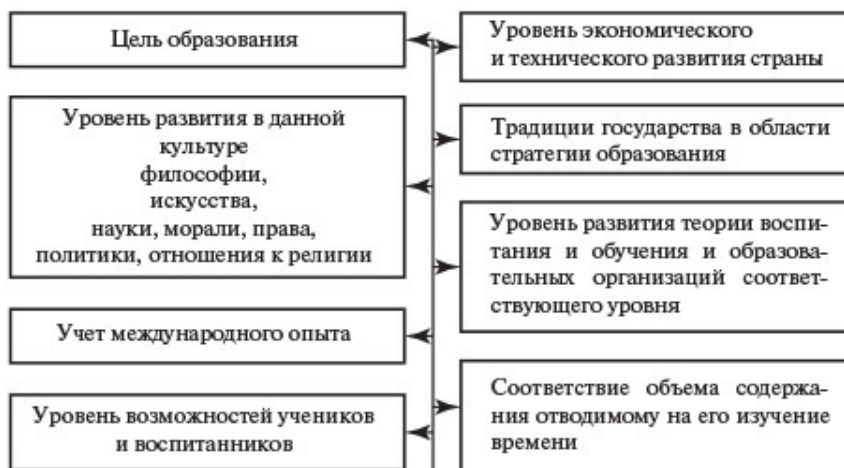 Цель образования
Уровень развития в данной
культуре
философии,
искусства,
науки, морали, права,
политики, отношения к религии
Учет международного опыта
Уровень возможностей учеников
и воспитанников
Уровень экономического
и технического развития страны
Традиции государства в области
стратегии образования
Уровень развития теории воспи-
тания и обучения и образова-
тельных организаций соответ-
ствующего уровня
Соответствие объема содержа-
ния отводимому на его изучение
времени